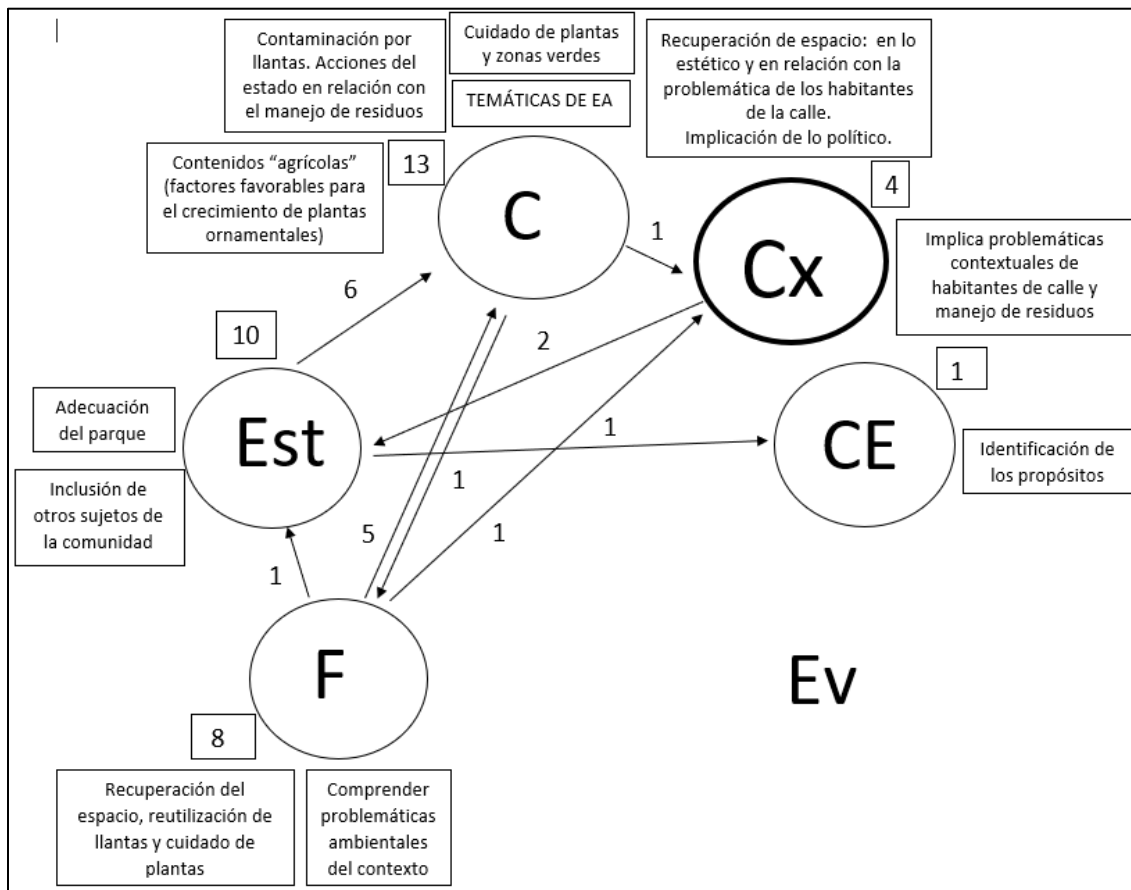 Contaminación por
llantas. Acciones del
estado en relación con
el manejo de residuos
Cuidado de plantas
y zonas verdes
TEMÁTICAS DE EA
Recuperación de espacio: en lo
estético y en relación con la
problemática de los habitantes
de la calle.
Implicación de lo político.
Contenidos “agrícolas”
(factores favorables para
el crecimiento de plantas
ornamentales)
13
C
1
4
Cx
Implica problemáticas
contextuales de
habitantes de calle y
manejo de residuos
6
10
2
1
Adecuación
del parque
Est
1
CE
Identificación de
los propósitos
Inclusión de
otros sujetos de
la comunidad
1
5
1
1
F
Ev
8
Recuperación del
espacio, reutilización de
llantas y cuidado de
plantas
Comprender
problemáticas
ambientales
del contexto